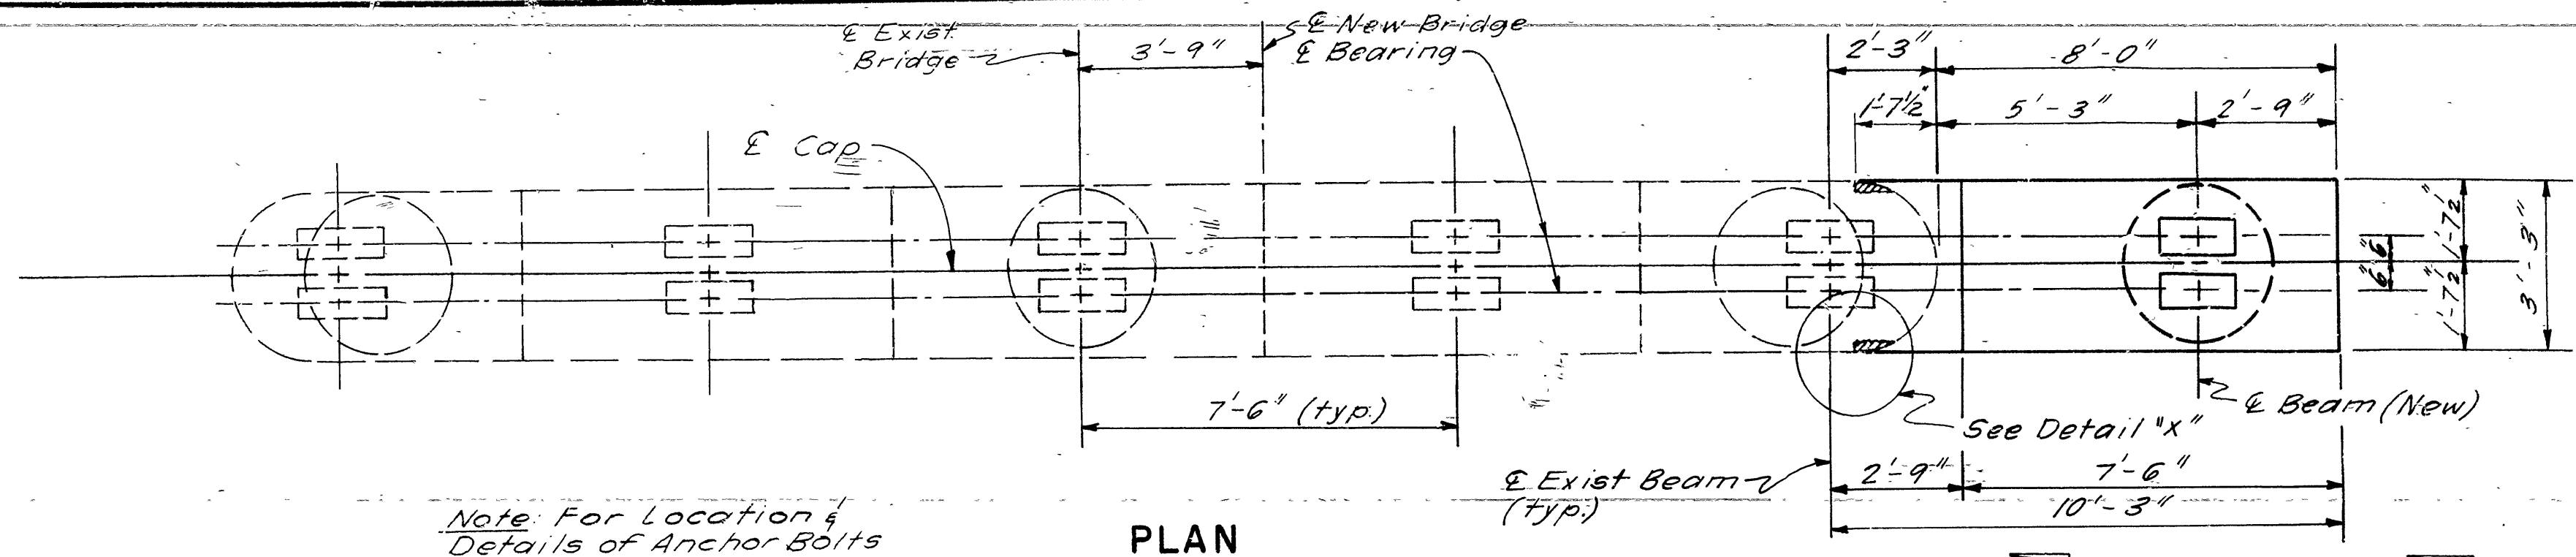 ℄ Exist
Bridge
3'-9"
℄ New Bridge
℄ Bearing
2'-3"
8'-0"
1'-7½"
5'-3"
2'-9"
℄ Cap
6" 6"
1'-7½" 1'-7½"
3'-3"
7'-6" (typ.)
℄ Beam (New)
See Detail "X"
℄ Exist Beam
(typ.)
2'-9"
7'-6"
10'-3"
Note: For Location &
Details of Anchor Bolts
PLAN